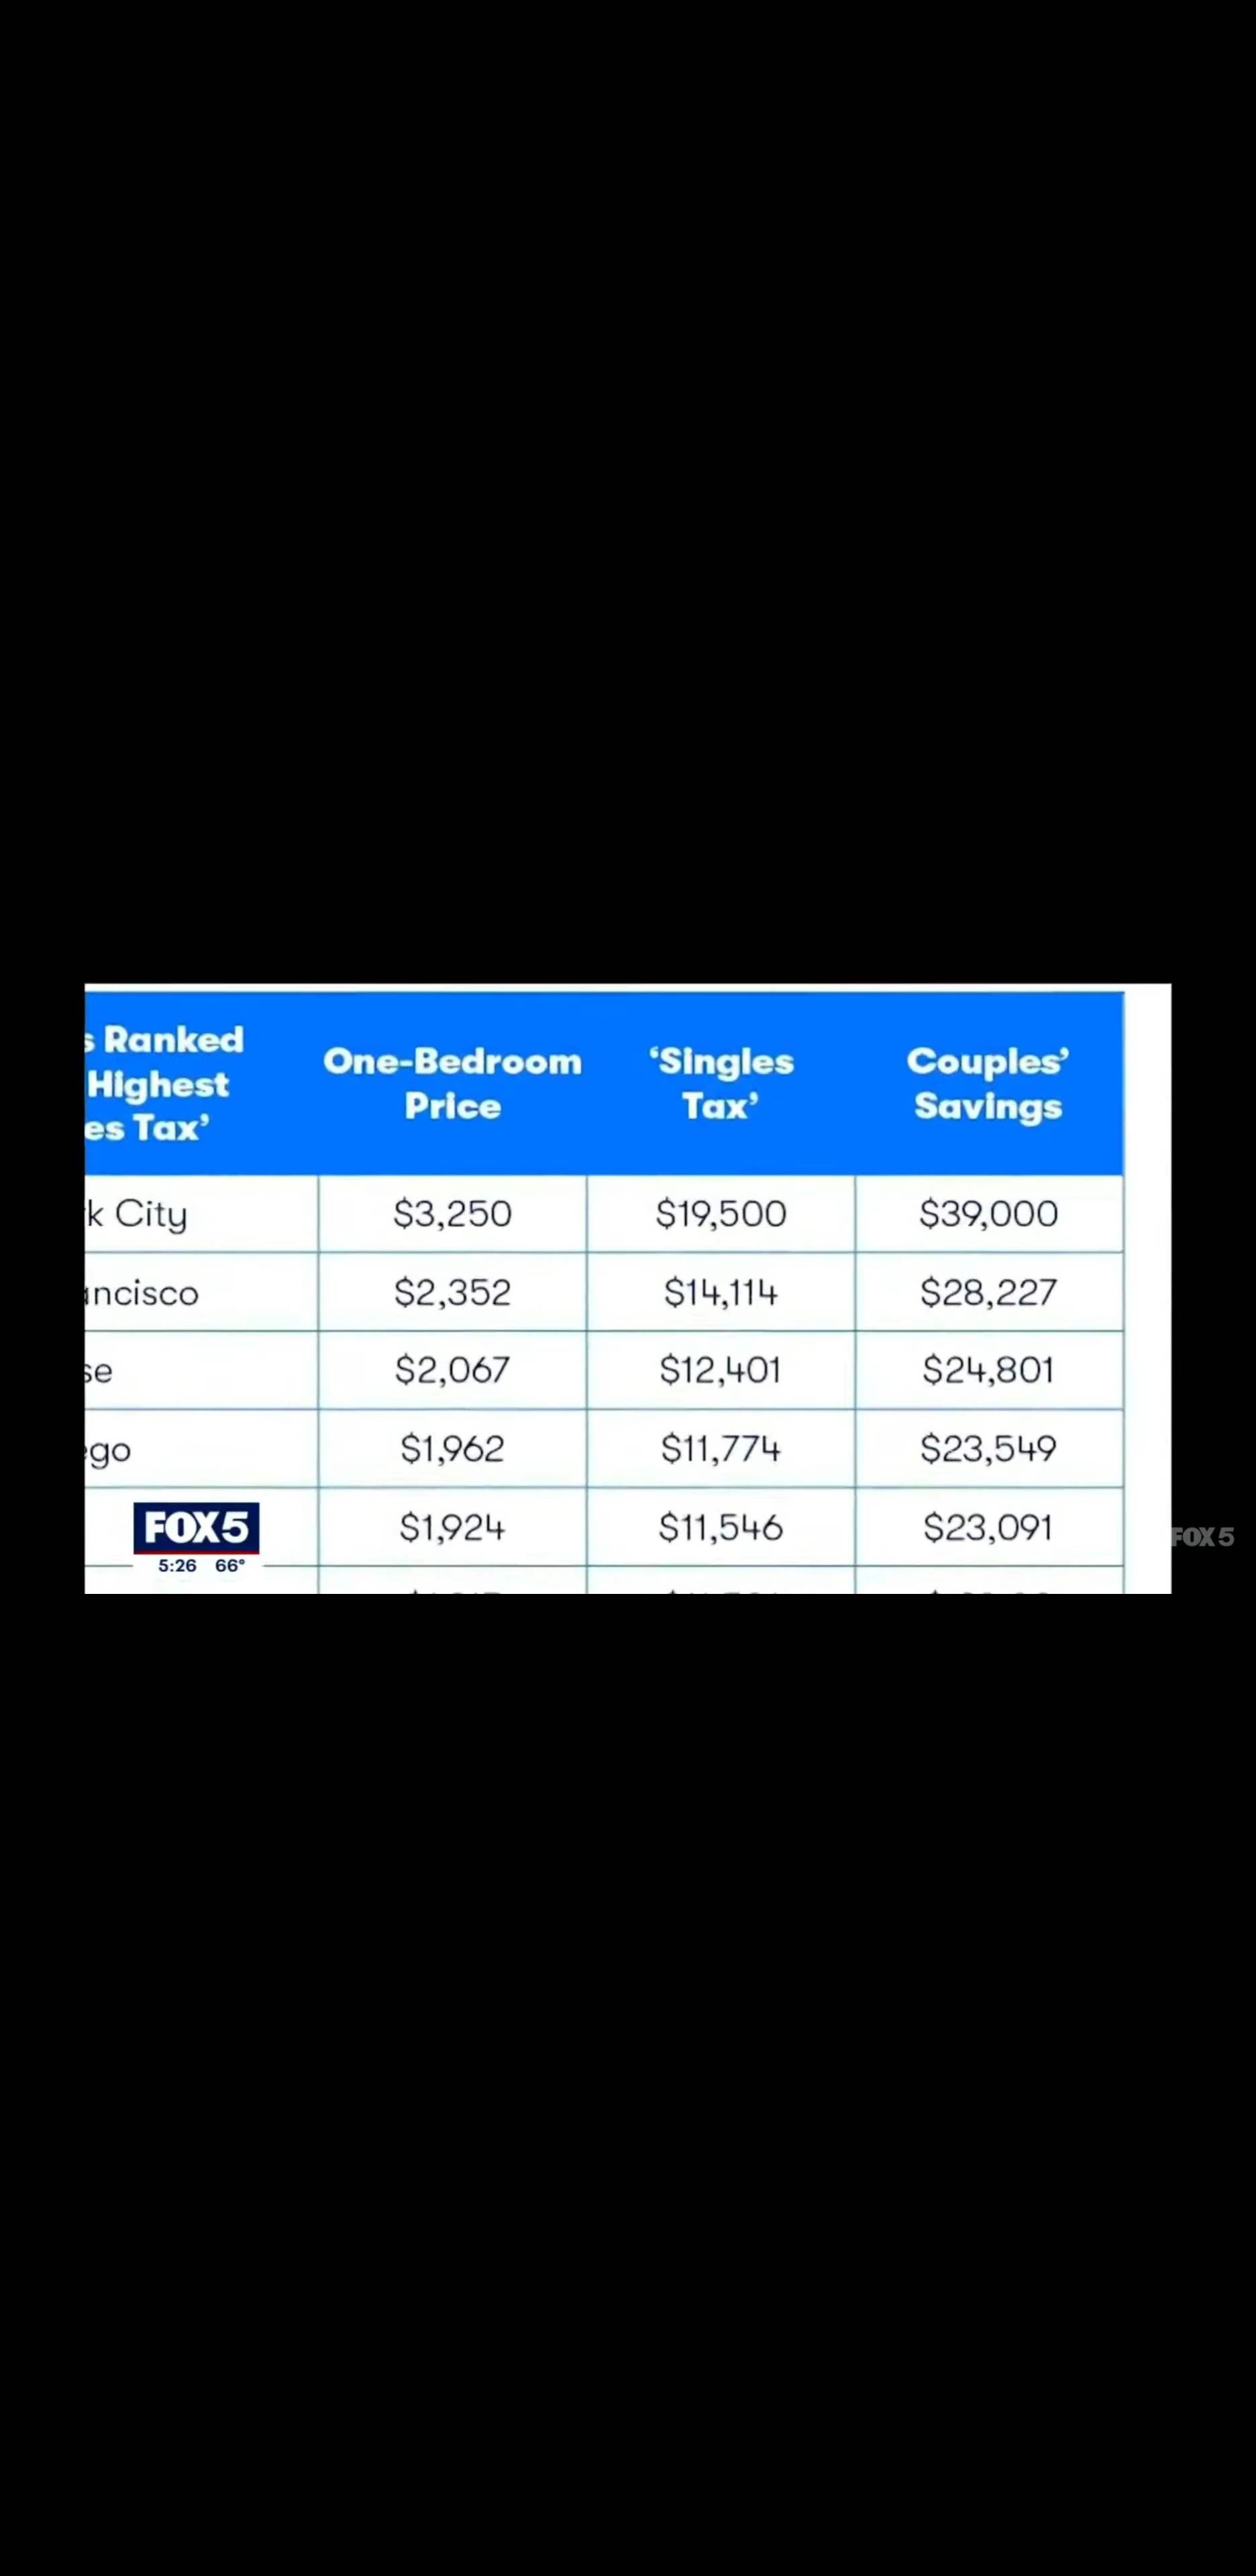 s Ranked
Highest
es Tax’
One-Bedroom
Price
‘Singles
Tax’
Couples’
Savings
k City $3,250 $19,500 $39,000
ncisco $2,352 $14,114 $28,227
se $2,067 $12,401 $24,801
go $1,962 $11,774 $23,549
$1,924 $11,546 $23,091
FOX 5
5:26 66°
FOX 5